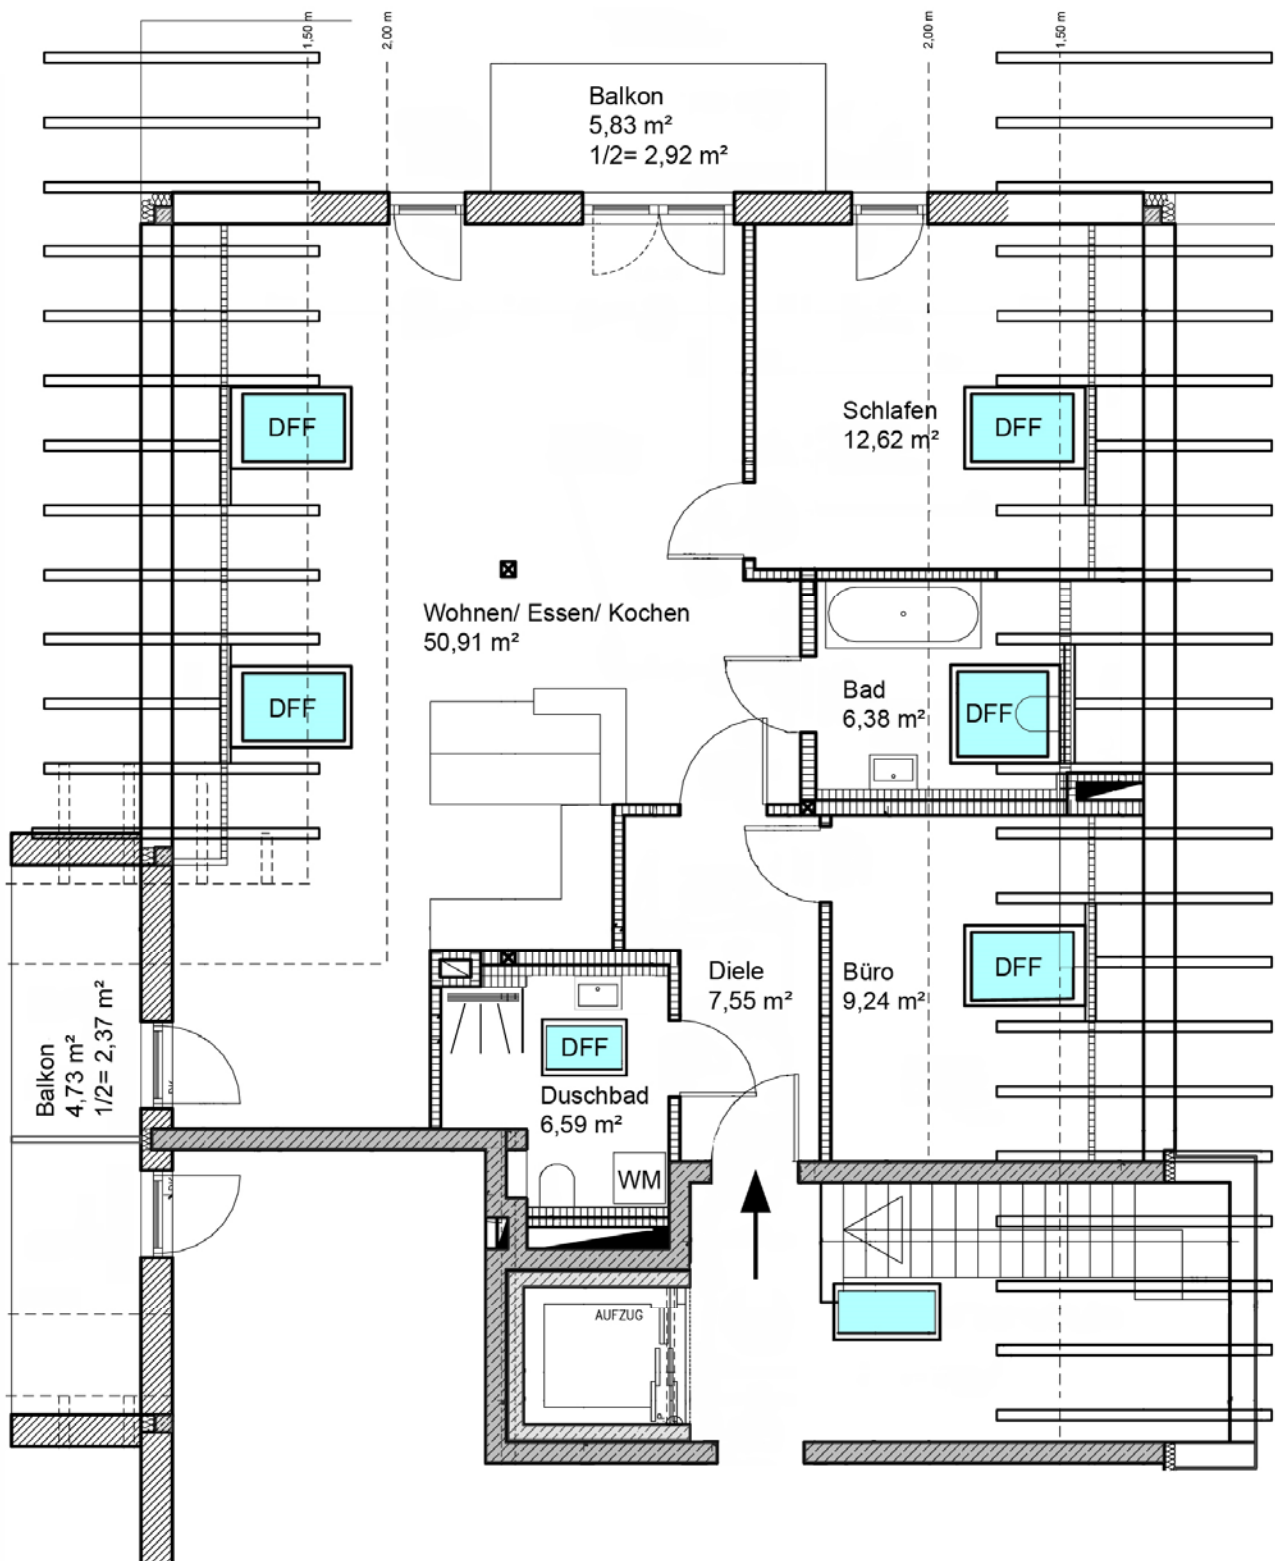 1,50 m
2,00 m
2,00 m
1,50 m
Balkon
5,83 m²
1/2= 2,92 m²
DFF
Schlafen
12,62 m²
DFF
Wohnen/ Essen/ Kochen
50,91 m²
DFF
Bad
6,38 m²
DFF
Diele
7,55 m²
Büro
9,24 m²
DFF
Balkon
4,73 m²
1/2= 2,37 m²
DFF
Duschbad
6,59 m²
WM
AUFZUG